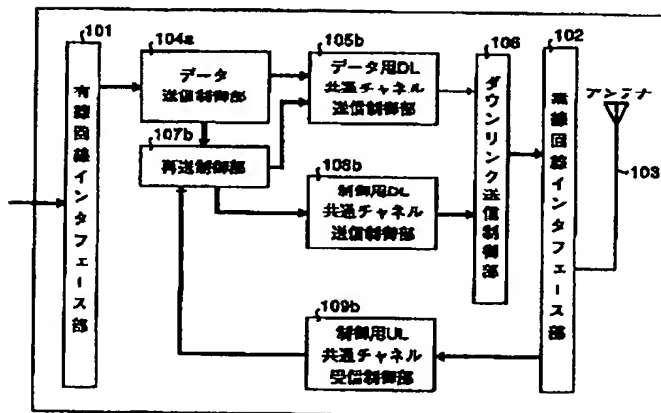 101
有線回線インタフェース部
104a
データ
送信制御部
107b
再送制御部
105b
データ用DL
共通チャネル
送信制御部
108b
制御用DL
共通チャネル
送信制御部
109b
制御用UL
共通チャネル
受信制御部
106
ダウンリンク送信制御部
102
無線回線インタフェース部
アンテナ
103